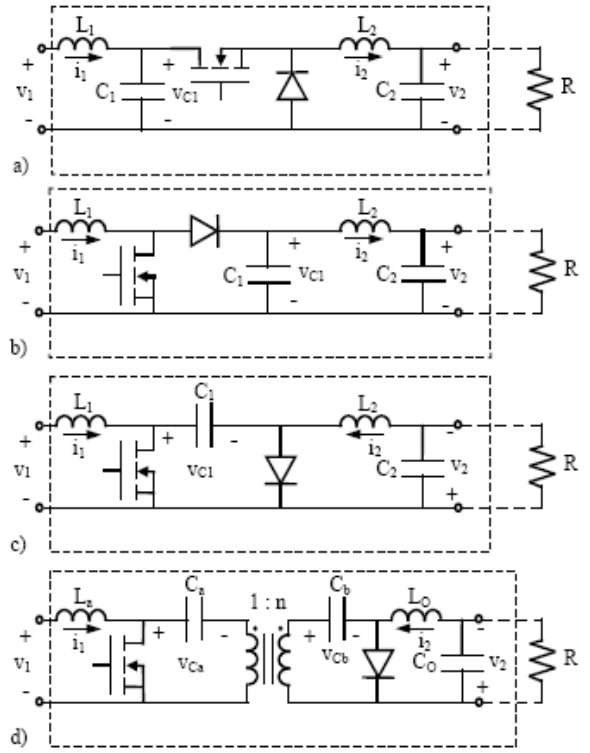 L1 L2
+ i1 + i2 + +
v1 C1 vC1 C2 v2 R
- - - -
a)
L1 L2
+ i1 + i2 +
v1 C1 vC1 C2 v2 R
- - -
b)
L1 C1 L2
+ i1 + - i2 -
v1 vC1 C2 v2 R
- +
c)
La Ca 1 : n Cb LO
+ i1 + - + - i2 -
v1 vCa vCb CO v2 R
- +
d)